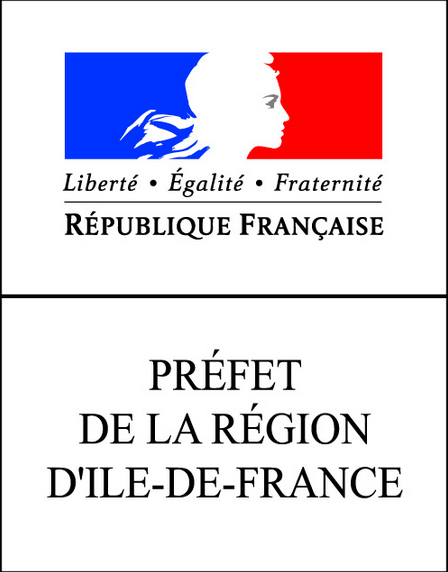 Liberté • Égalité • Fraternité
RÉPUBLIQUE FRANÇAISE
PRÉFET
DE LA RÉGION
D'ILE-DE-FRANCE